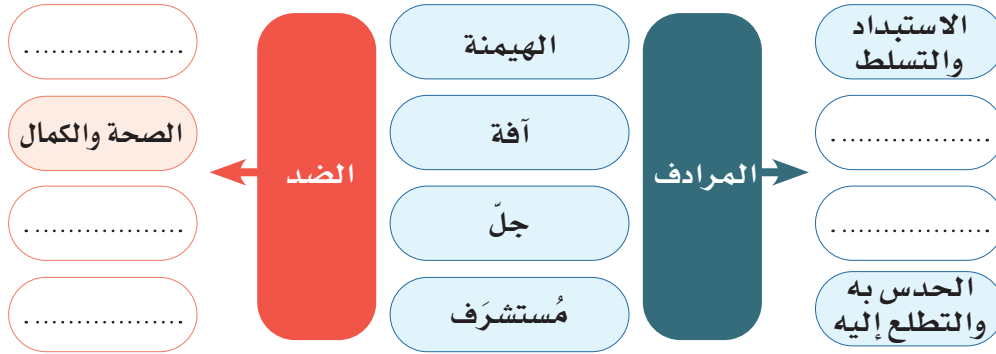 الاستبداد
والتسلط
الهيمنة
..................
..................
آفة
الصحة والكمال
المرادف
الضد
..................
جلّ
..................
الحدس به
والتطلع إليه
مُستشرَف
..................